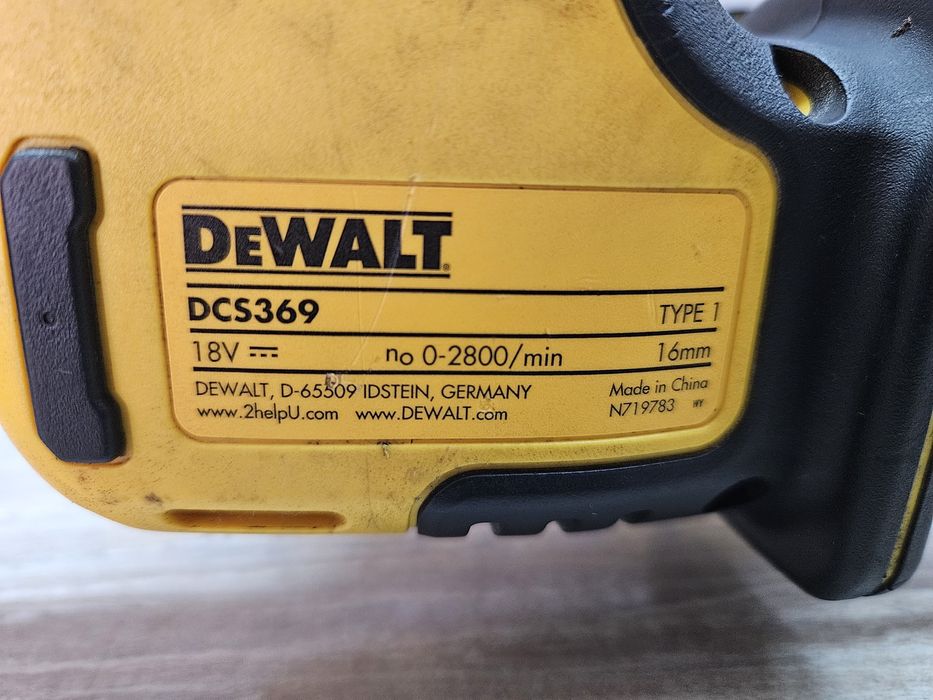 DEWALT®
DCS369 TYPE 1
18V ⎓ no 0-2800/min 16mm
DEWALT, D-65509 IDSTEIN, GERMANY Made in China
www.2helpU.com www.DEWALT.com N719783 WY